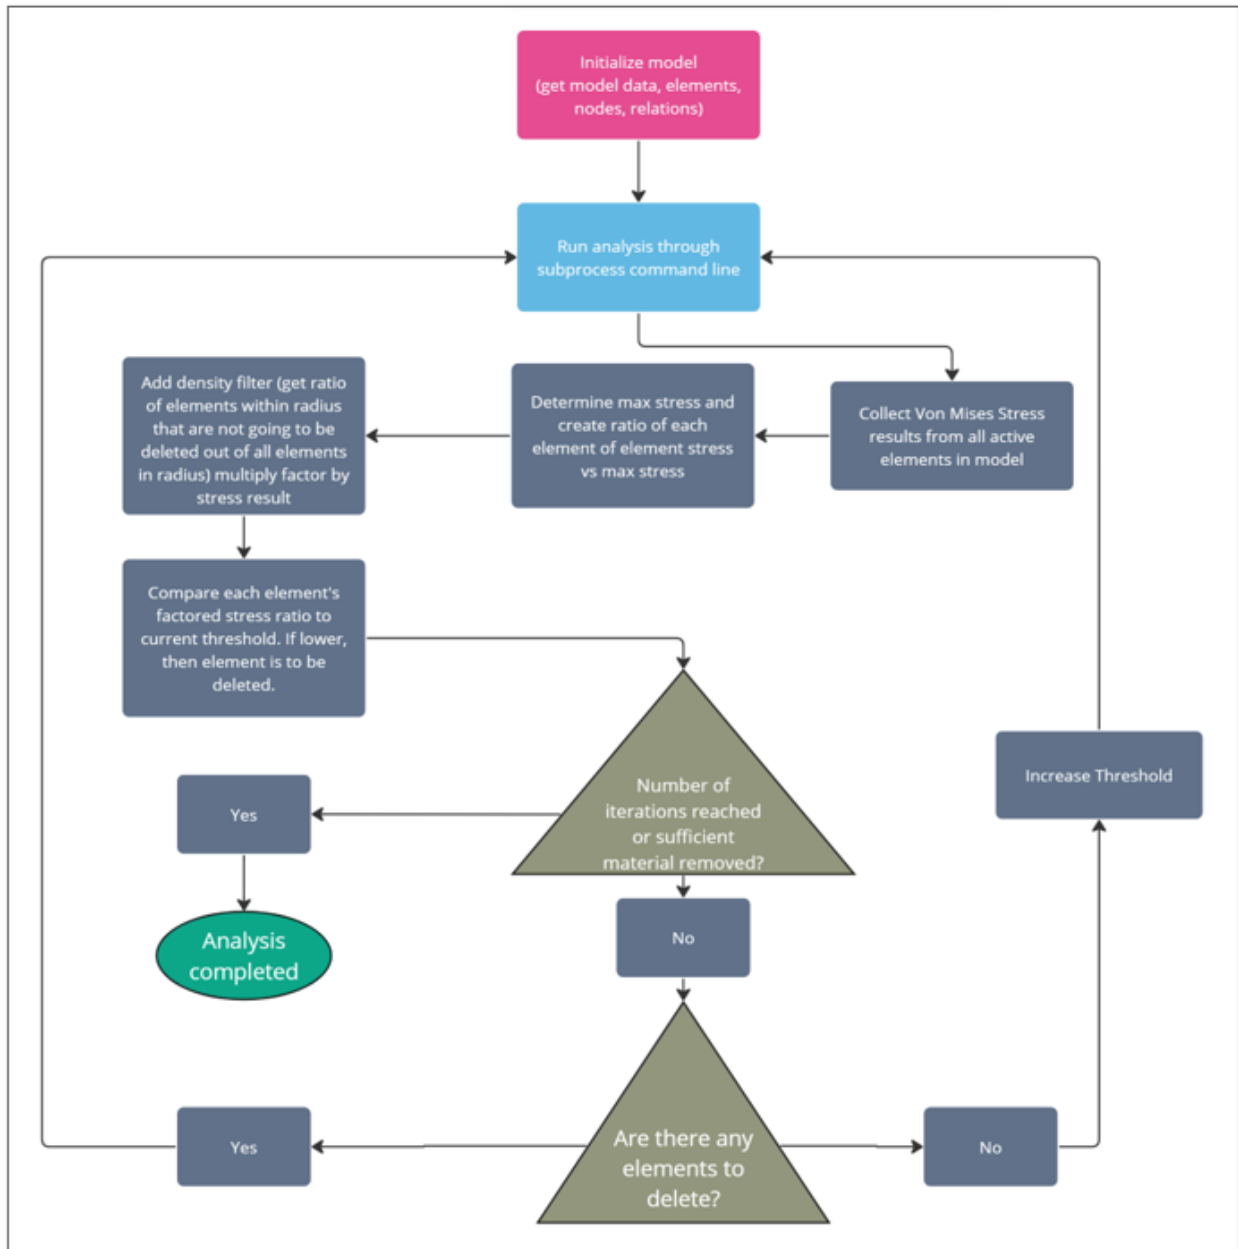 Initialize model
(get model data, elements,
nodes, relations)
Run analysis through
subprocess command line
Add density filter (get ratio
of elements within radius
that are not going to be
deleted out of all elements
in radius) multiply factor by
stress result
Determine max stress and
create ratio of each
element of element stress
vs max stress
Collect Von Mises Stress
results from all active
elements in model
Compare each element's
factored stress ratio to
current threshold. If lower,
then element is to be
deleted.
Number of
iterations reached
or sufficient
material removed?
Increase Threshold
Yes
Analysis
completed
No
Are there any
elements to
delete?
Yes
No